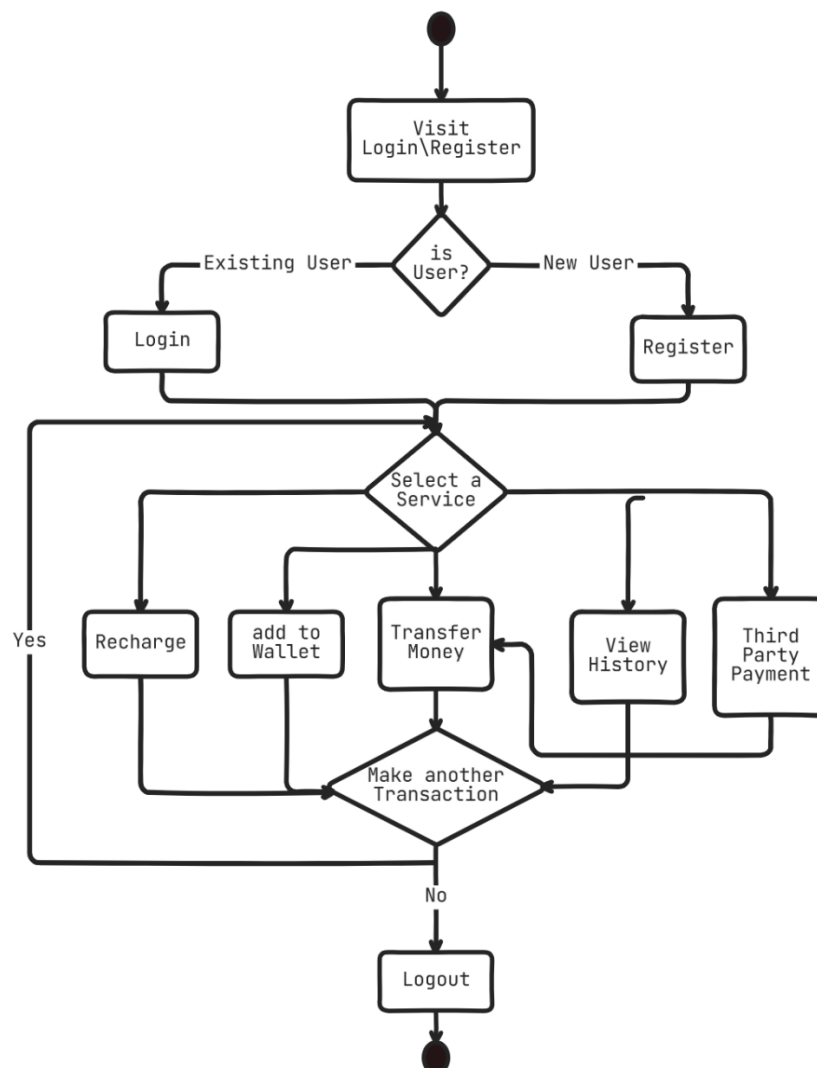 Visit
Login\Register
is
User?
Existing User
New User
Login
Register
Select a
Service
Yes
Recharge
add to
Wallet
Transfer
Money
View
History
Third
Party
Payment
Make another
Transaction
No
Logout